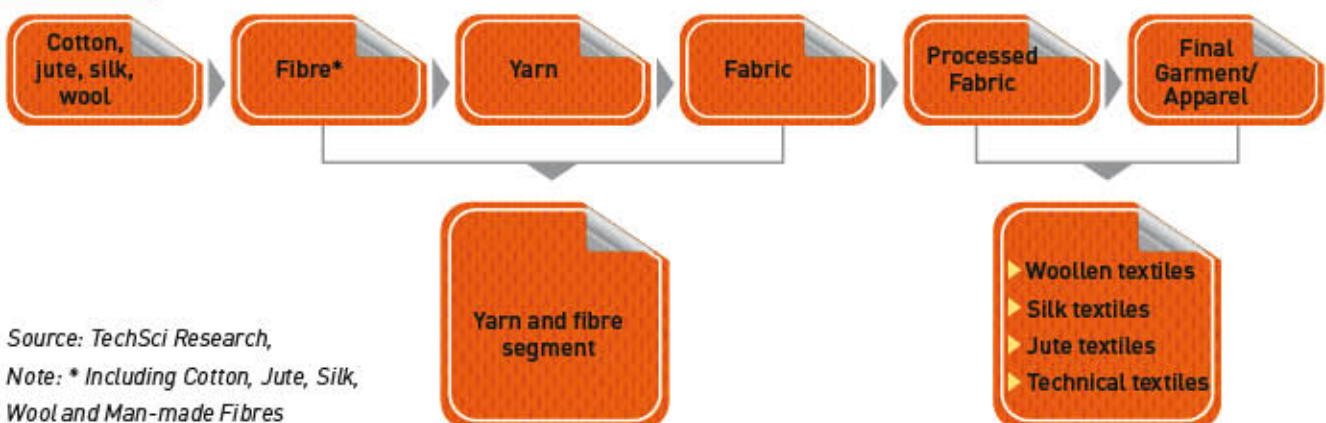 Cotton,
jute, silk,
wool
Fibre*
Yarn
Fabric
Processed
Fabric
Final
Garment/
Apparel
Yarn and fibre
segment
Woollen textiles
Silk textiles
Jute textiles
Technical textiles
Source: TechSci Research,
Note: * Including Cotton, Jute, Silk,
Wool and Man-made Fibres